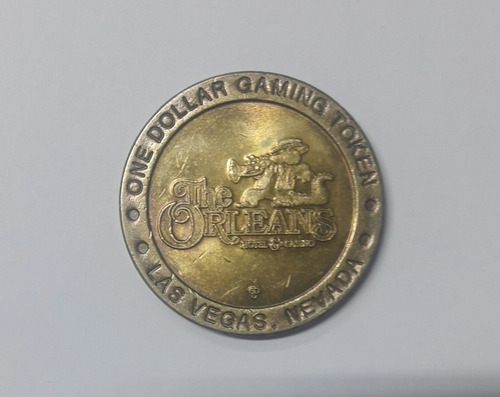 ONE DOLLAR GAMING TOKEN
The
ORLEANS
HOTEL & CASINO
LAS VEGAS, NEVADA